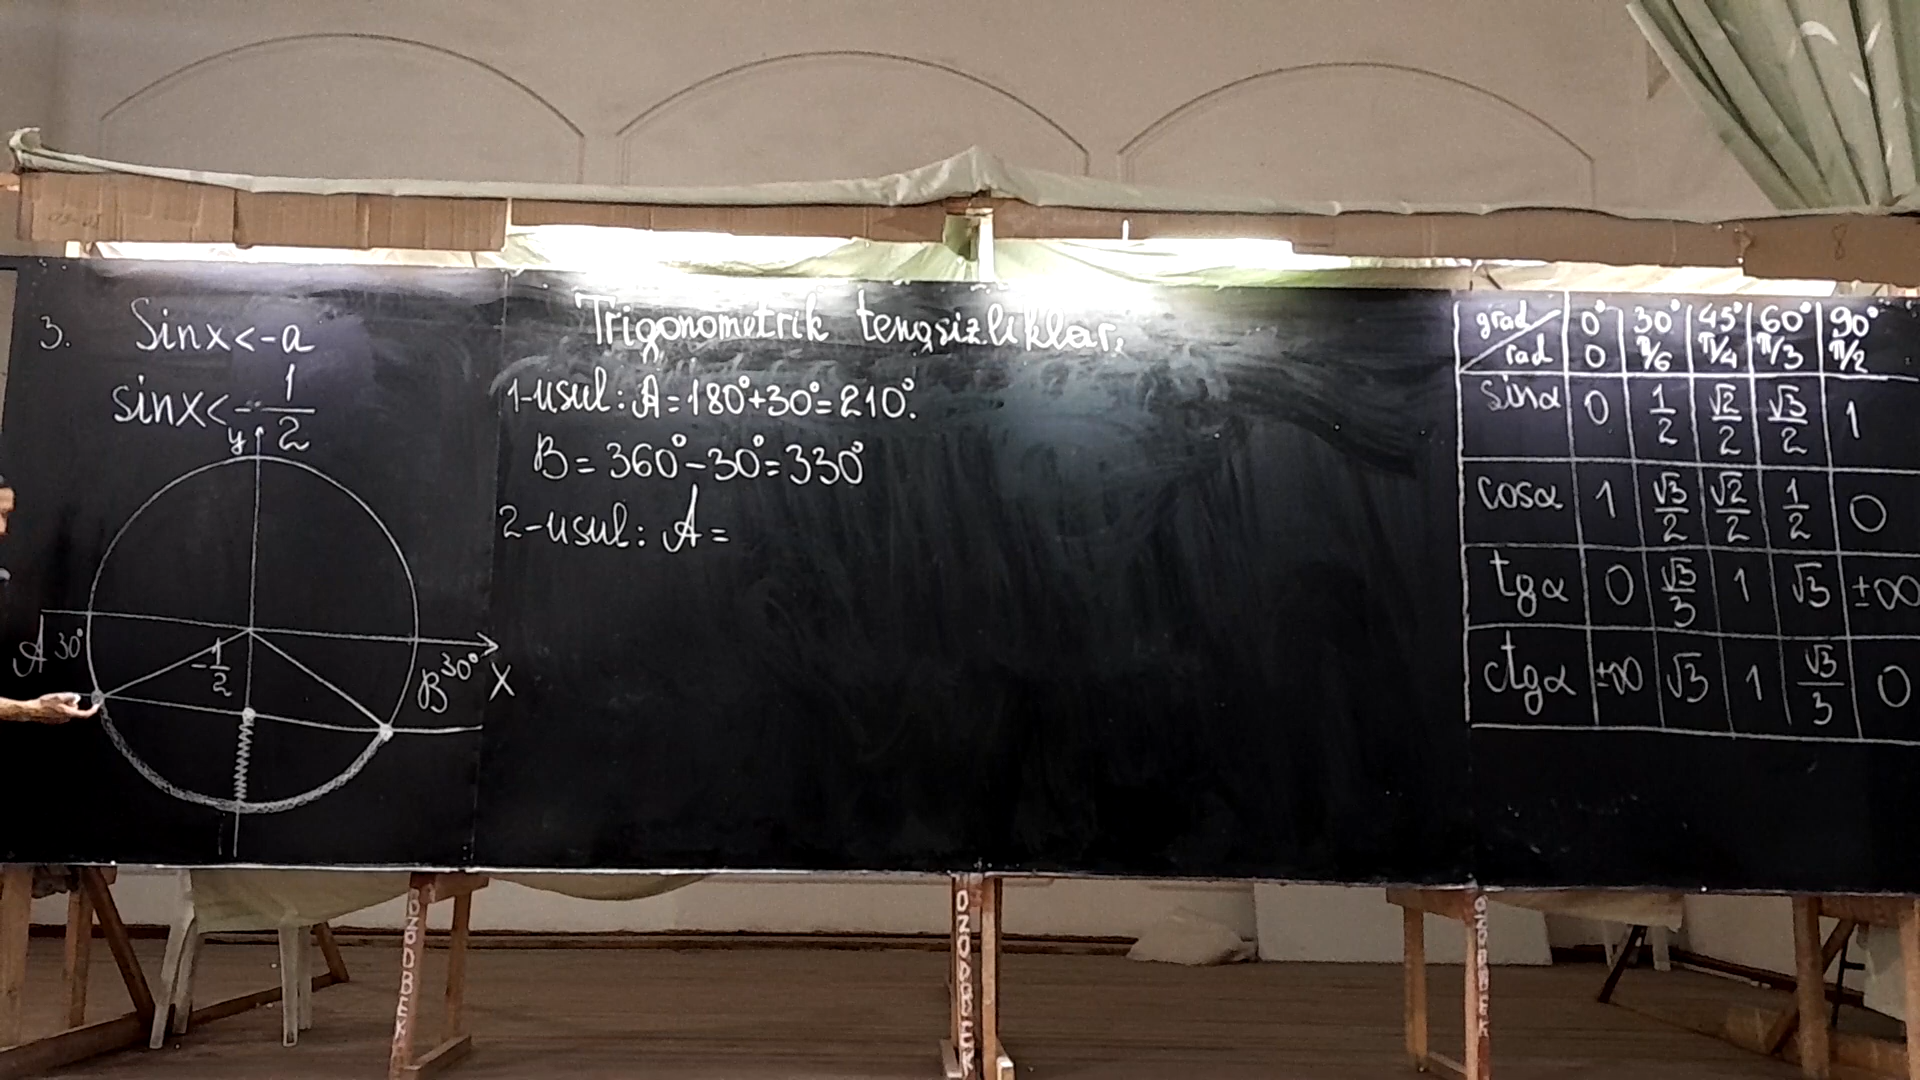 3. Sinx<-a
sinx<-1/2
y
A 30°
-1/2
B 30°
X
Trigonometrik tengsizliklar.
1-usul: A=180°+30°=210°.
B=360°-30°=330°
2-usul: A=
grad 0° 30° 45° 60° 90°
rad 0 π/6 π/4 π/3 π/2
sinα 0 1/2 √2/2 √3/2 1
cosα 1 √3/2 √2/2 1/2 0
tgα 0 √3/3 1 √3 ±∞
ctgα ±∞ √3 1 √3/3 0
OZODBEK
OZODBEK
OZODBEK